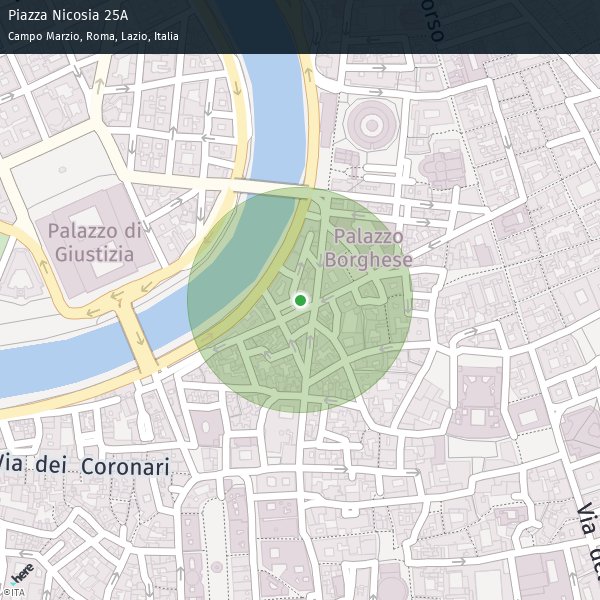 Piazza Nicosia 25A
Campo Marzio, Roma, Lazio, Italia
orso
Palazzo di
Giustizia
Palazzo
Borghese
Via dei Coronari
Via del
here
©ITA